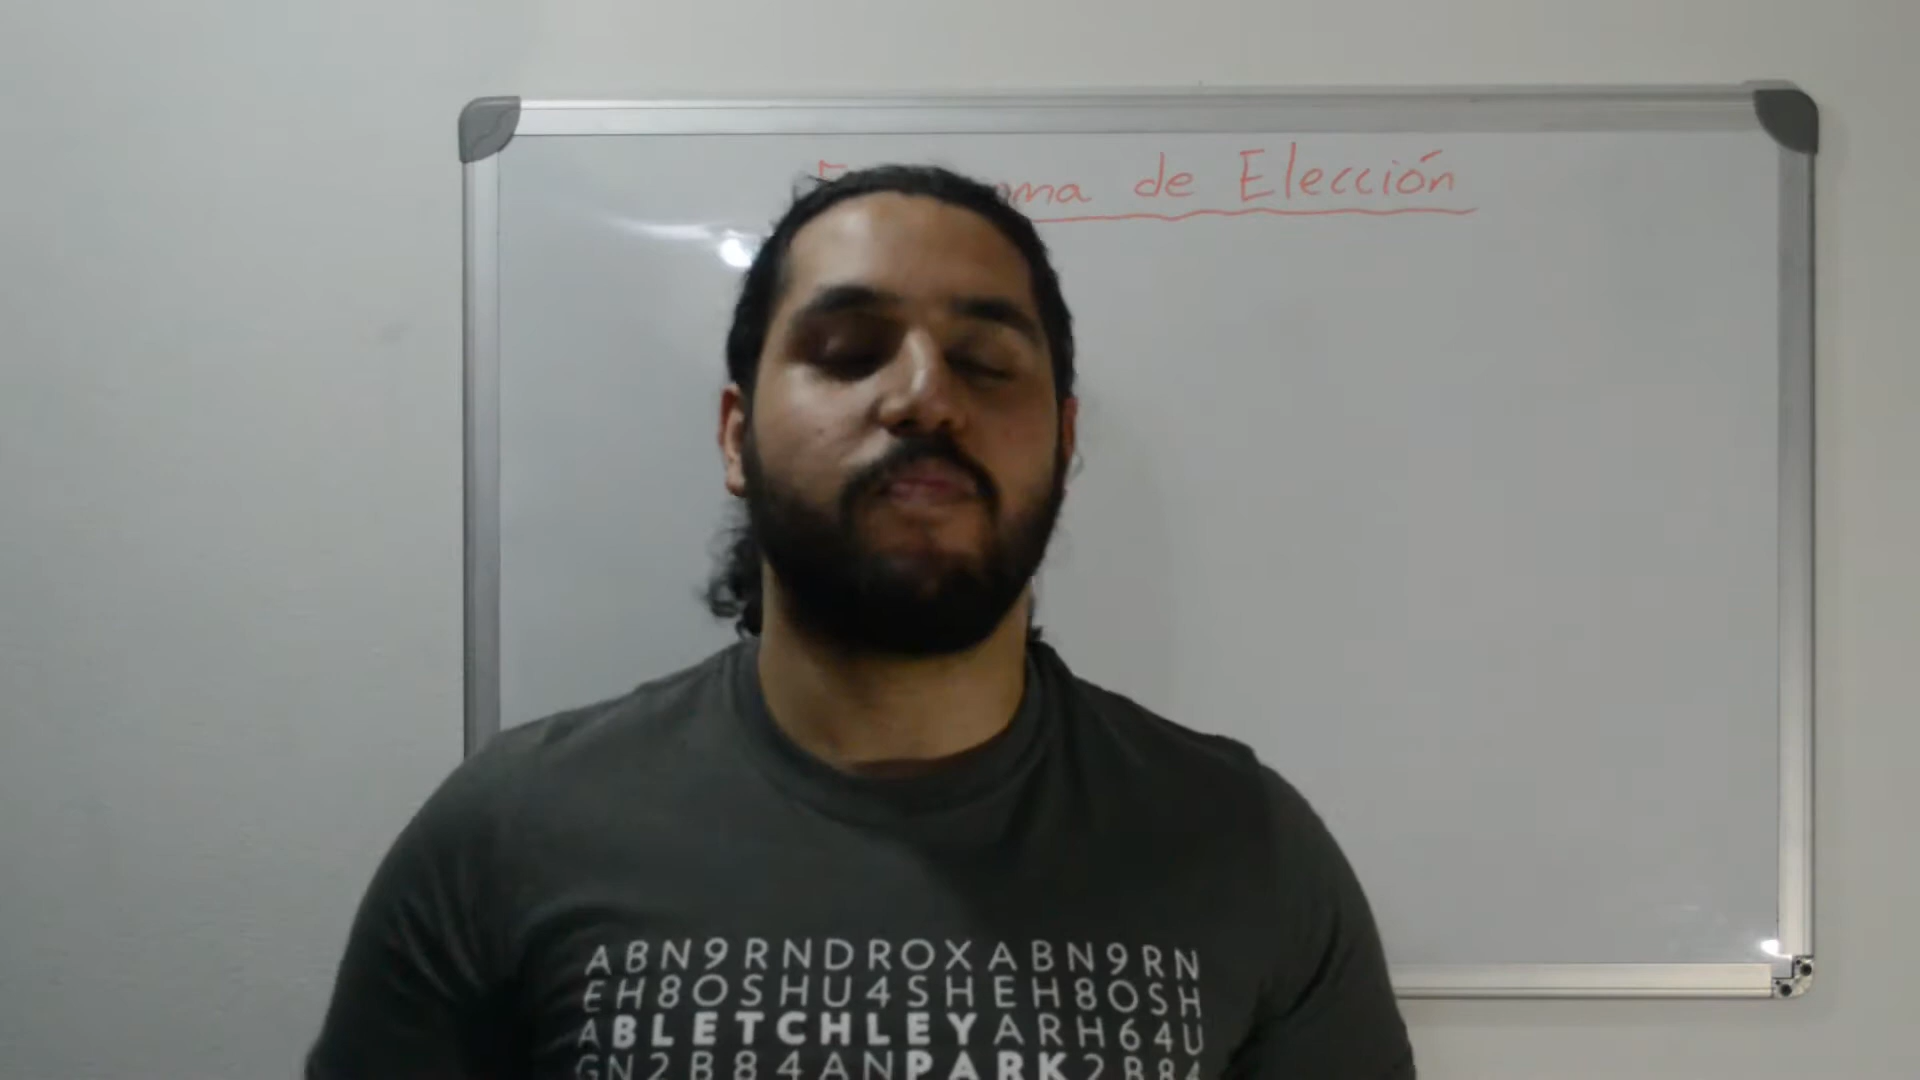 de Elección
ABN9RNDROXABN9RN
EH8OSHU4SHEH8OSH
ABLETCHLEYARH64U
GN2B84ANPARK2B84